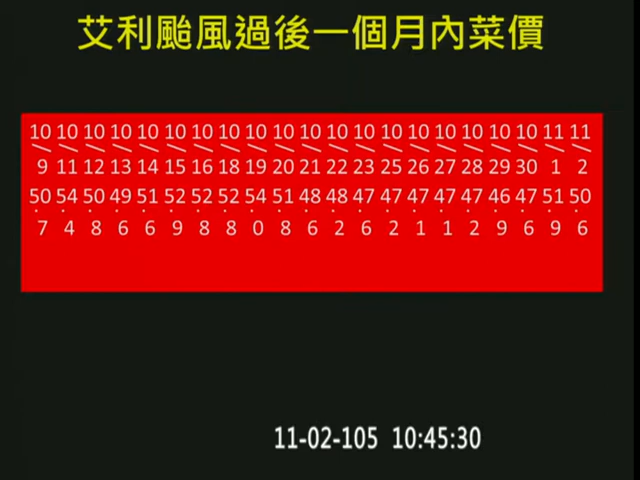 艾利颱風過後一個月內菜價
10 10 10 10 10 10 10 10 10 10 10 10 10 10 10 10 10 10 10 11 11
\ \ \ \ \ \ \ \ \ \ \ \ \ \ \ \ \ \ \ \ \
9 11 12 13 14 15 16 18 19 20 21 22 23 25 26 27 28 29 30 1 2
50 54 50 49 51 52 52 52 54 51 48 48 47 47 47 47 47 46 47 51 50
. . . . . . . . . . . . . . . . . . . . .
7 4 8 6 6 9 8 8 0 8 6 2 6 2 1 1 2 9 6 9 6
11-02-105 10:45:30